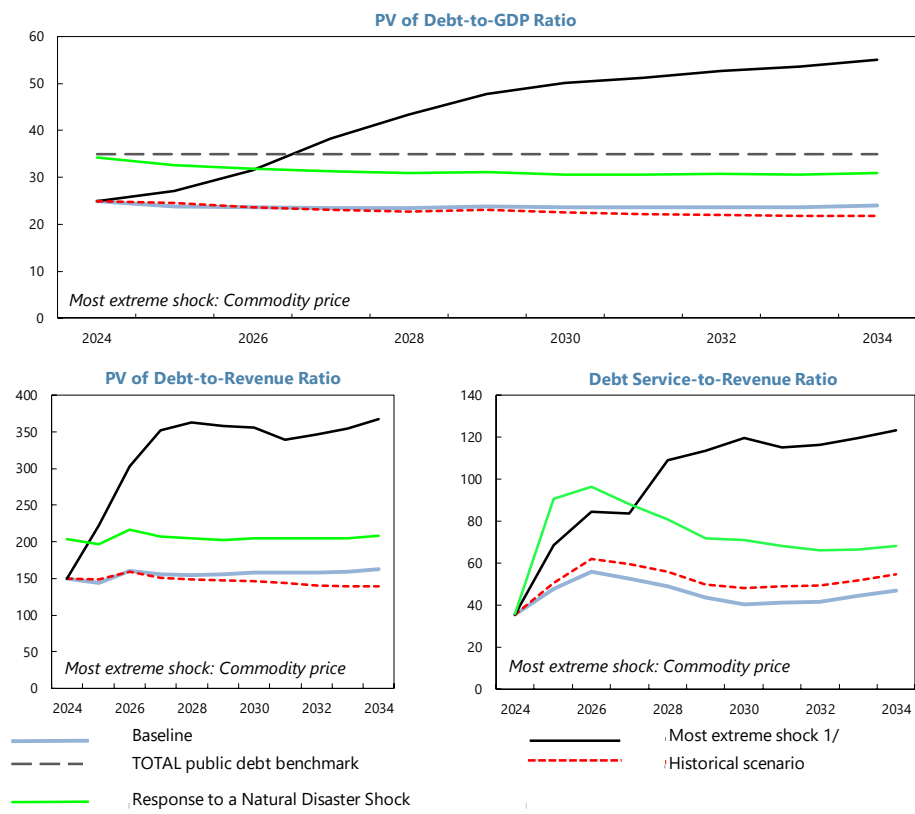 PV of Debt-to-GDP Ratio
60
50
40
30
20
10
0
Most extreme shock: Commodity price
2024 2026 2028 2030 2032 2034
PV of Debt-to-Revenue Ratio
400
350
300
250
200
150
100
50
0
Most extreme shock: Commodity price
2024 2026 2028 2030 2032 2034
Debt Service-to-Revenue Ratio
140
120
100
80
60
40
20
0
Most extreme shock: Commodity price
2024 2026 2028 2030 2032 2034
Baseline
Most extreme shock 1/
TOTAL public debt benchmark
Historical scenario
Response to a Natural Disaster Shock